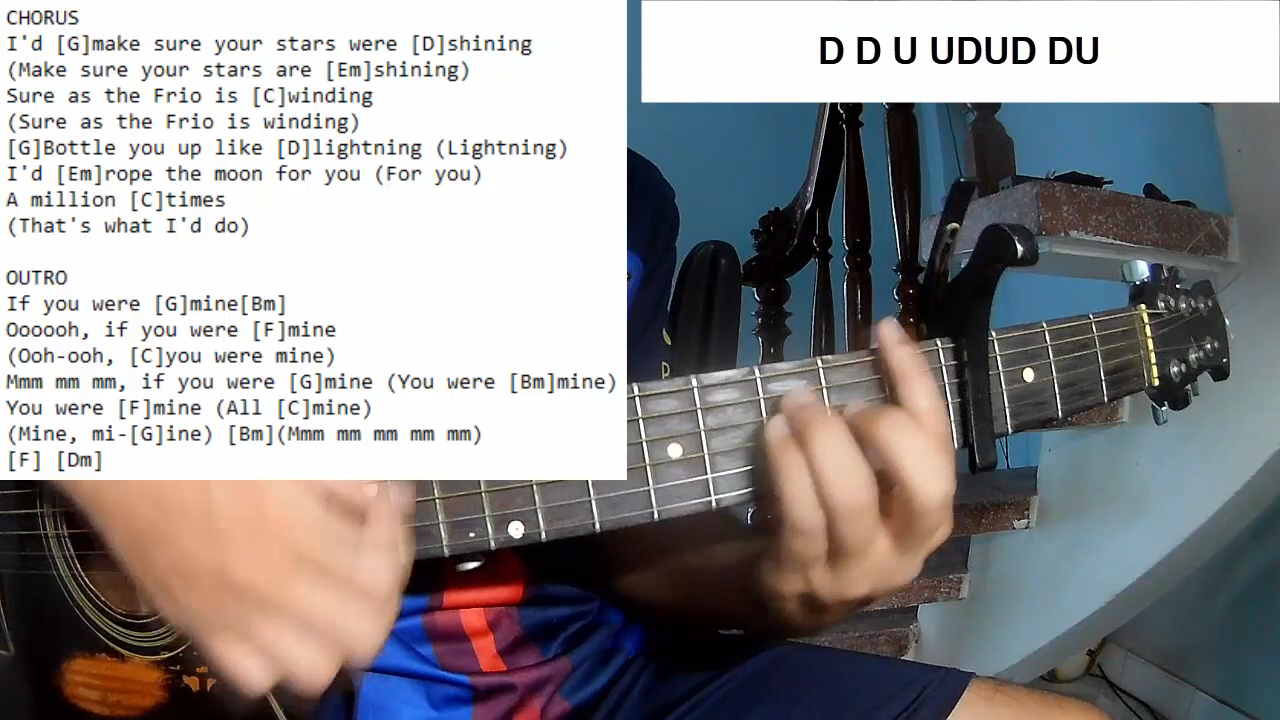 CHORUS
I'd [G]make sure your stars were [D]shining
(Make sure your stars are [Em]shining)
Sure as the Frio is [C]winding
(Sure as the Frio is winding)
[G]Bottle you up like [D]lightning (Lightning)
I'd [Em]rope the moon for you (For you)
A million [C]times
(That's what I'd do)
OUTRO
If you were [G]mine[Bm]
Oooooh, if you were [F]mine
(Ooh-ooh, [C]you were mine)
Mmm mm mm, if you were [G]mine (You were [Bm]mine)
You were [F]mine (All [C]mine)
(Mine, mi-[G]ine) [Bm](Mmm mm mm mm mm)
[F] [Dm]
D D U UDUD DU